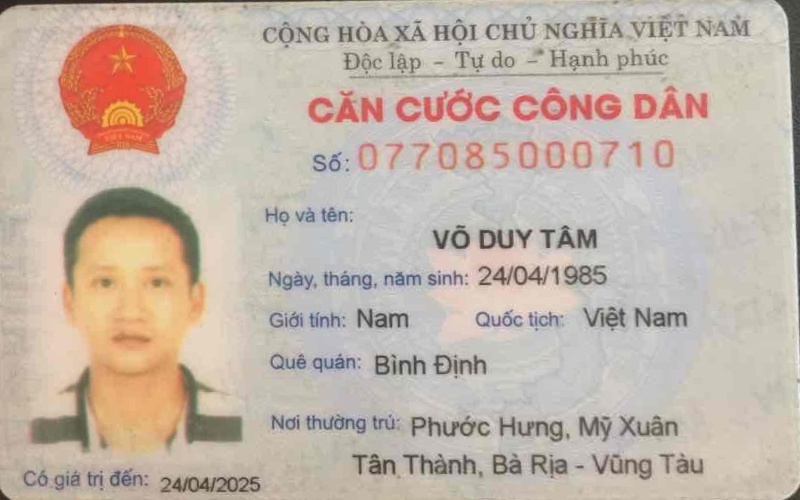 CỘNG HÒA XÃ HỘI CHỦ NGHĨA VIỆT NAM
Độc lập - Tự do - Hạnh phúc
CĂN CƯỚC CÔNG DÂN
Số: 077085000710
Họ và tên:
VÕ DUY TÂM
Ngày, tháng, năm sinh: 24/04/1985
Giới tính: Nam Quốc tịch: Việt Nam
Quê quán: Bình Định
Nơi thường trú: Phước Hưng, Mỹ Xuân
Tân Thành, Bà Rịa - Vũng Tàu
Có giá trị đến: 24/04/2025